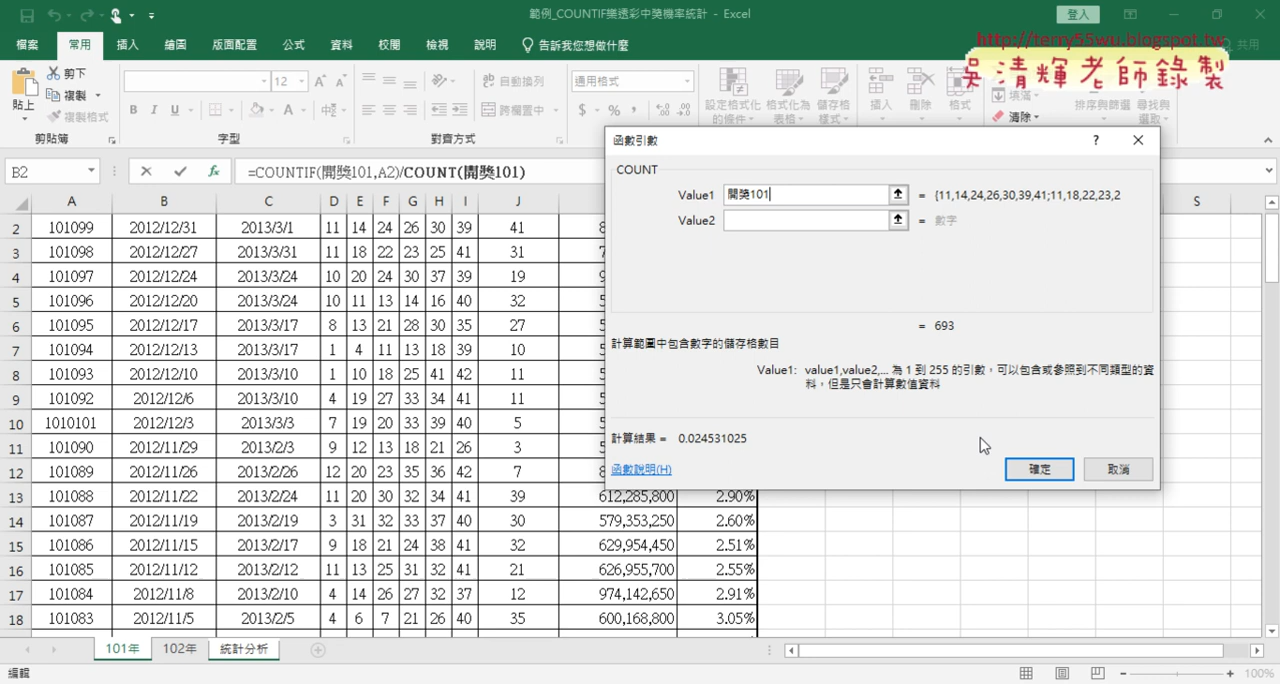 範例_COUNTIF樂透彩中獎機率統計 - Excel
登入
檔案 常用 插入 繪圖 版面配置 公式 資料 校閱 檢視 說明 告訴我您想做什麼 共用
http://terry55wu.blogspot.tw
吳清輝老師錄製
貼上 剪下 複製 複製格式
12 A A
B I U A 中
自動換列 跨欄置中
通用格式
$ % ,
設定格式化的條件 格式化為表格 儲存格樣式 插入 刪除 格式
填滿 清除 排序與篩選 尋找與選取
剪貼簿 字型 對齊方式
B2 =COUNTIF(開獎101,A2)/COUNT(開獎101)
函數引數
COUNT
Value1 開獎101 = {11,14,24,26,30,39,41;11,18,22,23,2
Value2 = 數字
= 693
計算範圍中包含數字的儲存格數目
Value1: value1,value2,... 為 1 到 255 的引數，可以包含或參照到不同類型的資
料，但是只會計算數值資料
計算結果 = 0.024531025
函數說明(H) 確定 取消
A B C D E F G H I J S
2 101099 2012/12/31 2013/3/1 11 14 24 26 30 39 41 8
3 101098 2012/12/27 2013/3/31 11 18 22 23 25 41 31 7
4 101097 2012/12/24 2013/3/24 10 20 24 30 37 39 19 9
5 101096 2012/12/20 2013/3/24 10 11 13 14 16 40 32 5
6 101095 2012/12/17 2013/3/17 8 13 21 28 30 35 27 5
7 101094 2012/12/13 2013/3/17 1 4 11 13 18 39 10 5
8 101093 2012/12/10 2013/3/10 1 10 18 25 41 42 11 5
9 101092 2012/12/6 2013/3/10 4 19 27 33 34 41 11 5
10 1010101 2012/12/3 2013/3/3 7 19 20 33 39 40 5 5
11 101090 2012/11/29 2013/2/3 9 12 13 18 21 26 3 5
12 101089 2012/11/26 2013/2/26 12 20 23 35 36 42 7 8
13 101088 2012/11/22 2013/2/24 11 20 30 32 34 41 39 612,285,800 2.90%
14 101087 2012/11/19 2013/2/19 3 31 32 33 37 40 30 579,353,250 2.60%
15 101086 2012/11/15 2013/2/17 9 18 21 24 38 41 32 629,954,450 2.51%
16 101085 2012/11/12 2013/2/12 11 13 25 31 32 41 21 626,955,700 2.55%
17 101084 2012/11/8 2013/2/10 4 14 26 27 32 37 12 974,142,650 2.91%
18 101083 2012/11/5 2013/2/5 4 6 7 21 26 40 35 600,168,800 3.05%
101年 102年 統計分析
編輯 100%